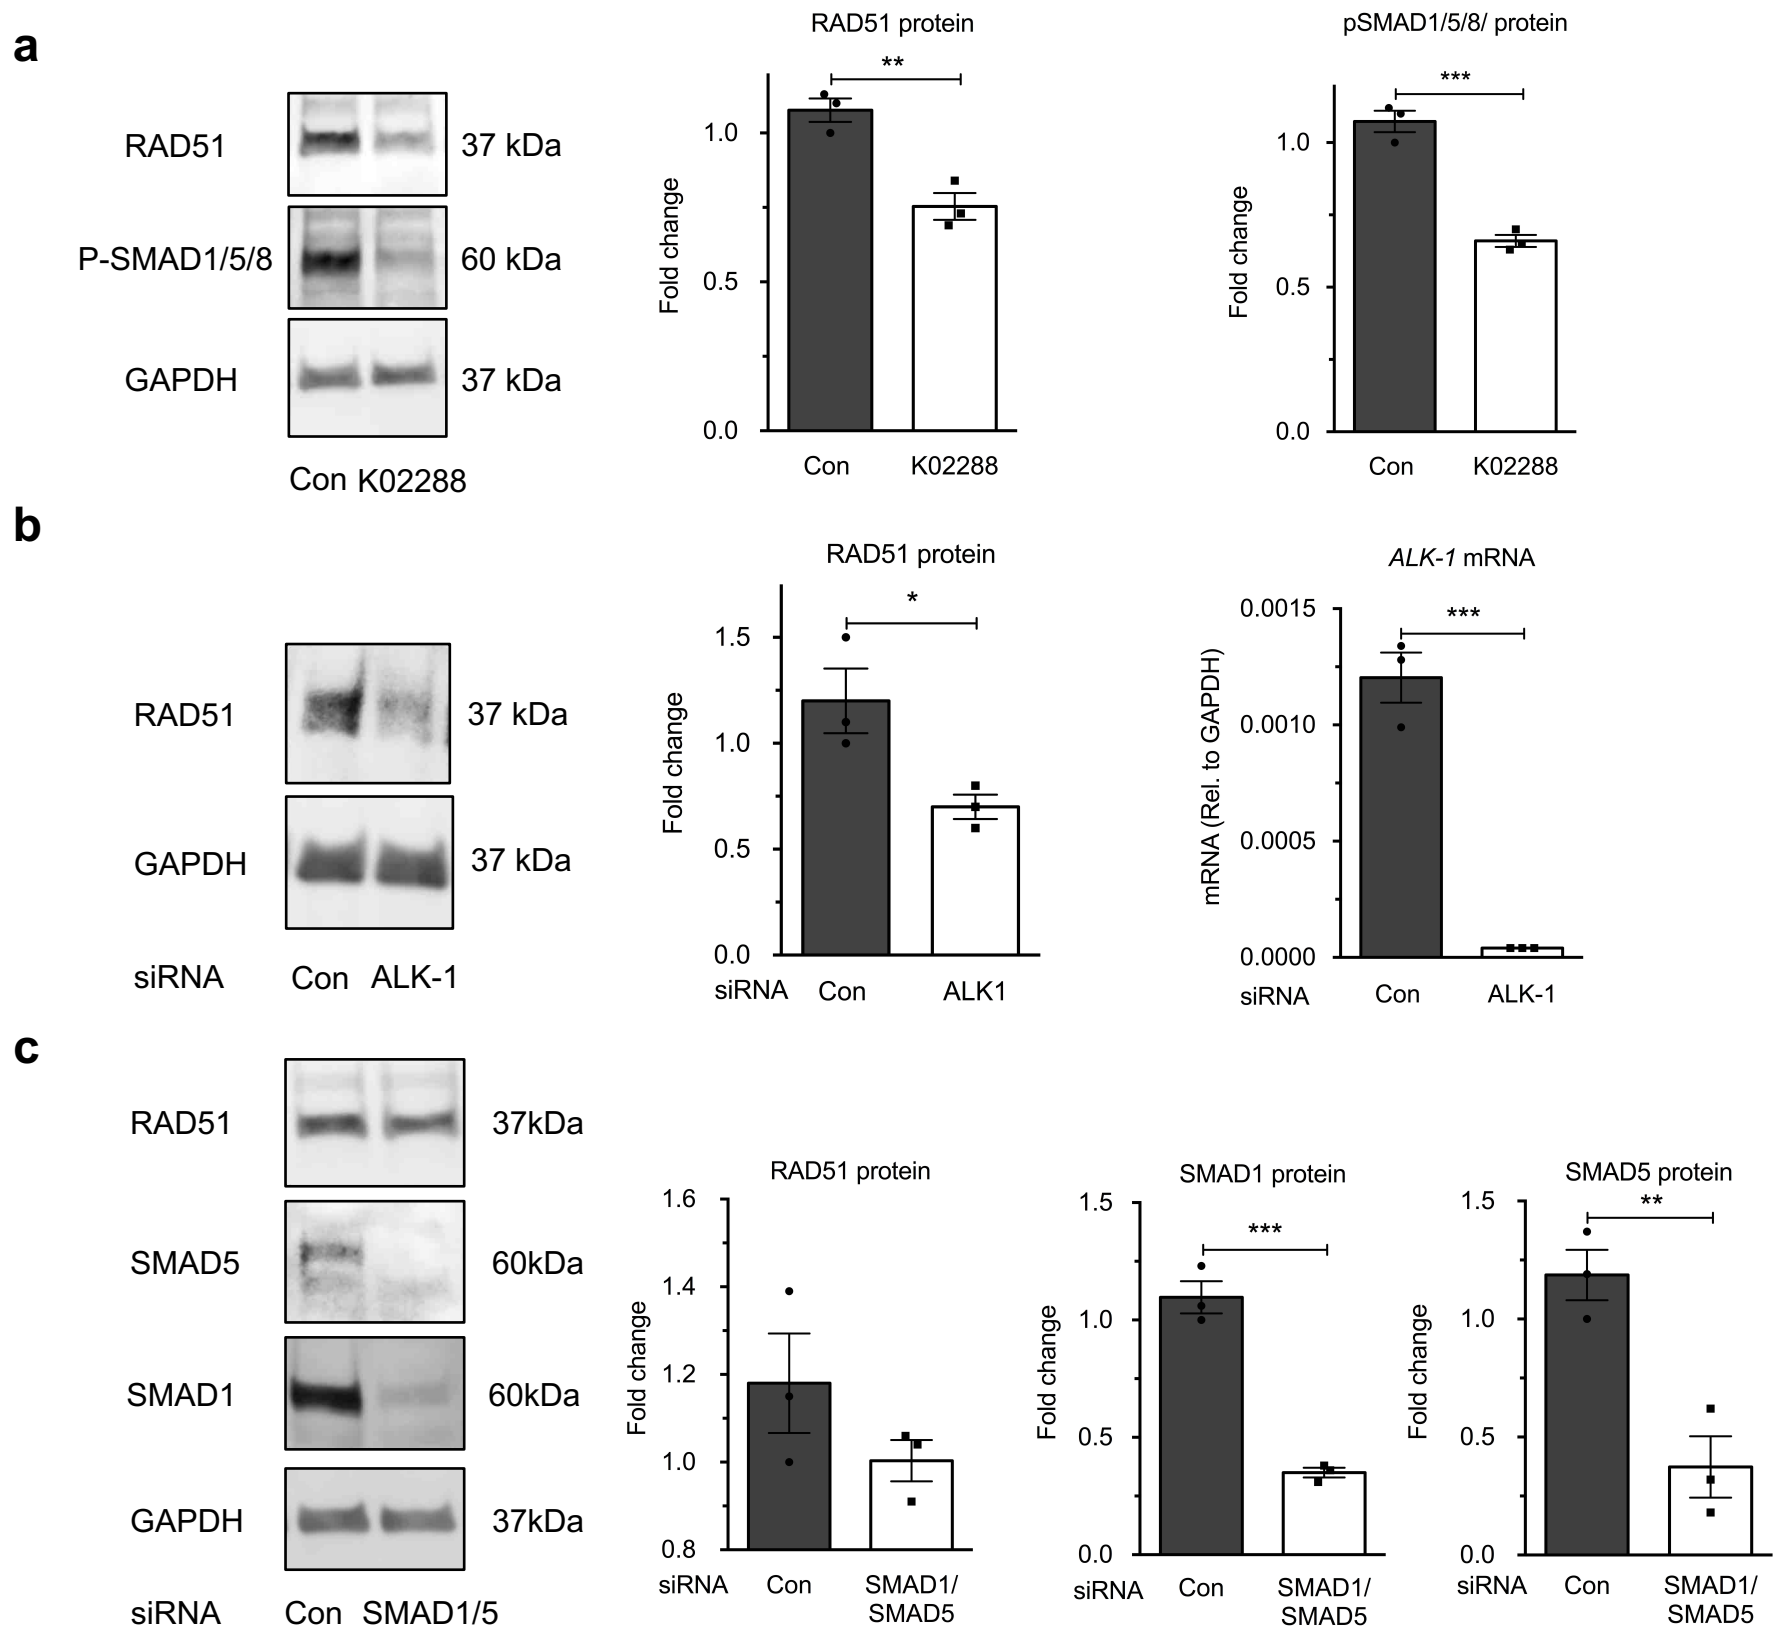 a
RAD51
37 kDa
P-SMAD1/5/8
60 kDa
GAPDH
37 kDa
Con K02288
RAD51 protein
**
Fold change
1.0
0.5
0.0
Con
K02288
pSMAD1/5/8/ protein
***
Fold change
1.0
0.5
0.0
Con
K02288
b
RAD51
37 kDa
GAPDH
37 kDa
siRNA Con ALK-1
RAD51 protein
*
Fold change
1.5
1.0
0.5
0.0
siRNA Con ALK1
ALK-1 mRNA
***
mRNA (Rel. to GAPDH)
0.0015
0.0010
0.0005
0.0000
siRNA Con ALK-1
c
RAD51
37kDa
SMAD5
60kDa
SMAD1
60kDa
GAPDH
37kDa
siRNA Con SMAD1/5
RAD51 protein
Fold change
1.6
1.4
1.2
1.0
0.8
siRNA Con SMAD1/
SMAD5
SMAD1 protein
***
Fold change
1.5
1.0
0.5
0.0
siRNA Con SMAD1/
SMAD5
SMAD5 protein
**
Fold change
1.5
1.0
0.5
0.0
siRNA Con SMAD1/
SMAD5